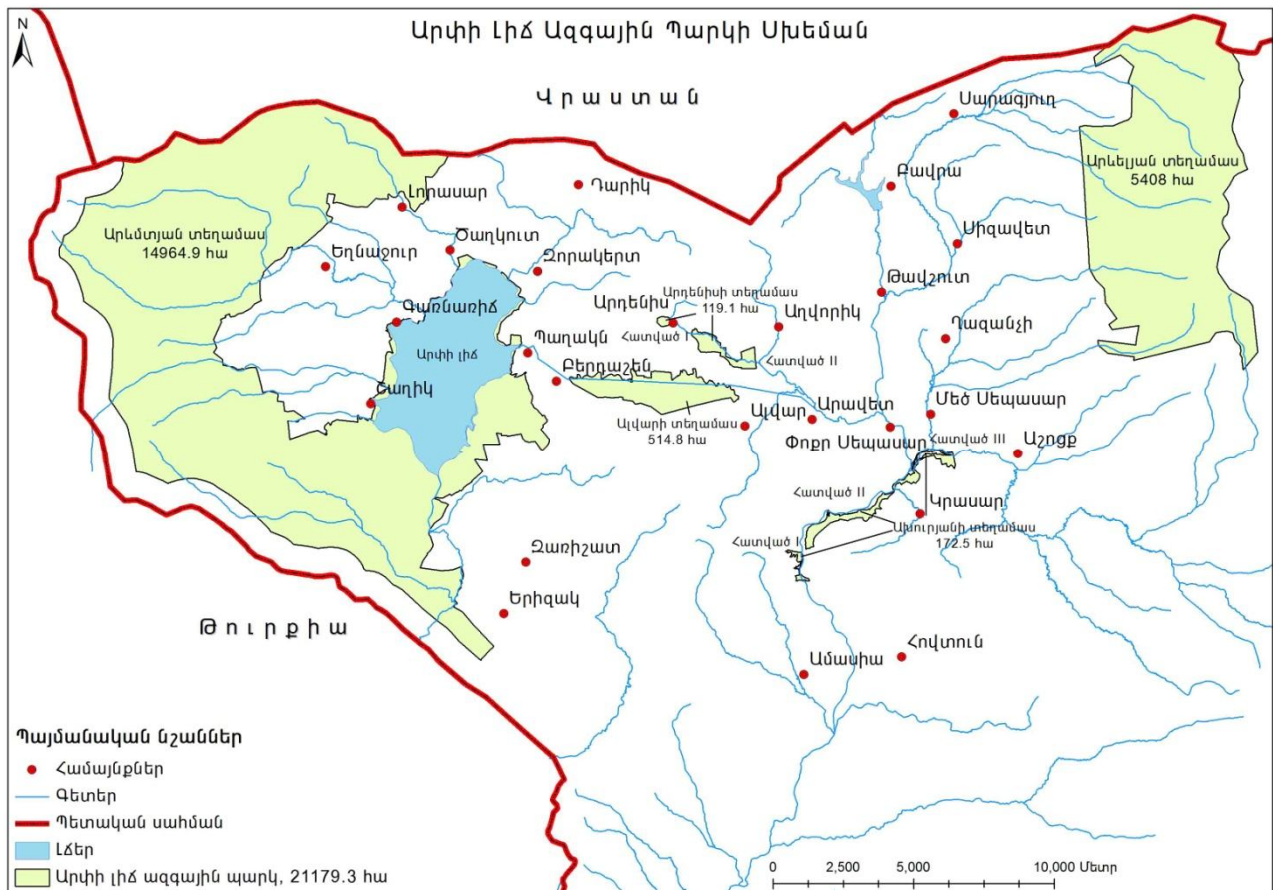 Արփի Լիճ Ազգային Պարկի Սխեման
N
Վրաստան
Սարագյուղ
Արևելյան տեղամաս
5408 հա
Բավրա
Դարիկ
Լորասար
Արևմտյան տեղամաս
14964.9 հա
Ծաղկուտ
Սիզավետ
Եղնաջուր
Զորակերտ
Թավշուտ
Արդենիսի տեղամաս
119.1 հա
Արդենիս
Գառնառիճ
Աղվորիկ
Հատված I
Ղազանչի
Արփի լիճ
Պաղակն
Հատված II
Բերդաշեն
Շաղիկ
Մեծ Սեպասար
Ալվարի տեղամաս
514.8 հա
Ալվար
Արավետ
Փոքր Սեպասար
Հատված III
Աշոցք
Հատված II
Կրասար
Ախուրյանի տեղամաս
172.5 հա
Հատված I
Զառիշատ
Երիզակ
Թուրքիա
Հովտուն
Ամասիա
Պայմանական նշաններ
Համայնքներ
Գետեր
Պետական սահման
Լճեր
Արփի լիճ ազգային պարկ, 21179.3 հա
0 2,500 5,000 10,000 Մետր